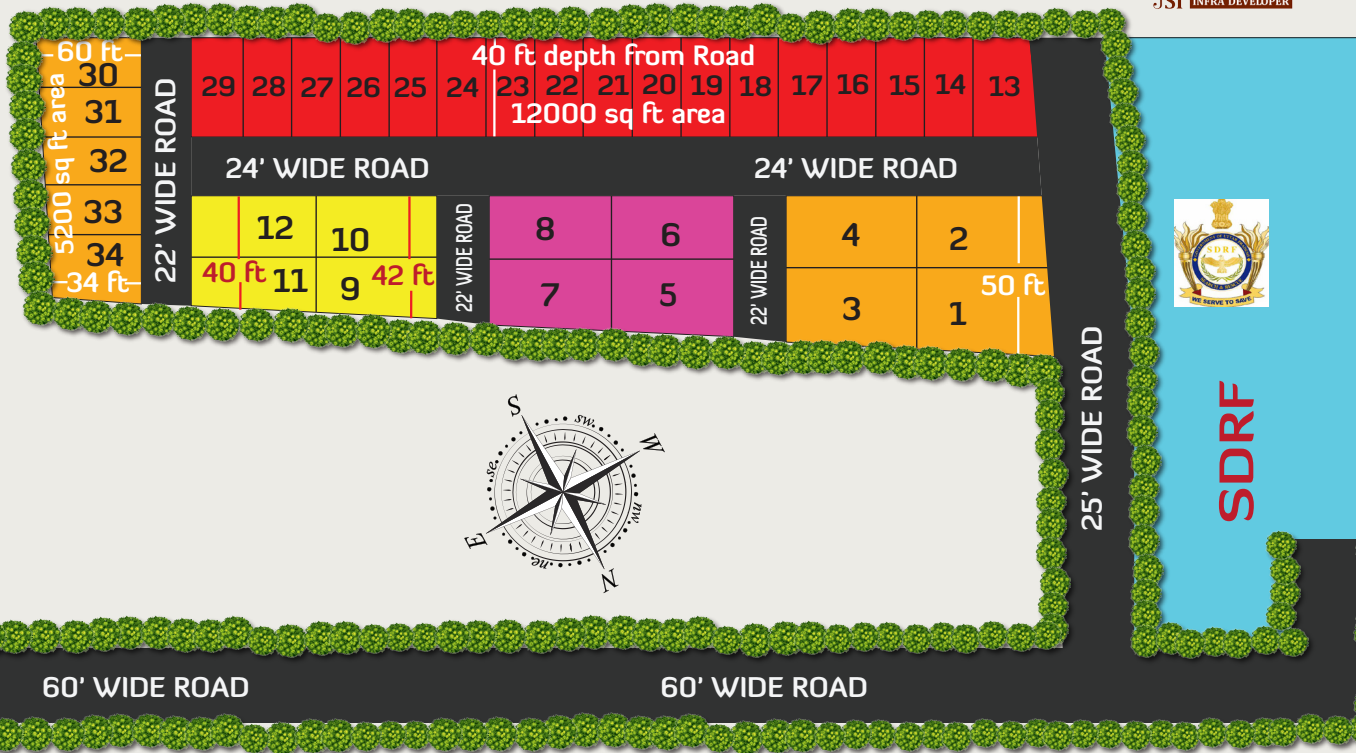 JSP INFRA DEVELOPER
60 ft
30
31
32
33
34
34 ft
5200 sq ft area
22' WIDE ROAD
40 ft depth from Road
29 28 27 26 25 24 23 22 21 20 19 18 17 16 15 14 13
12000 sq ft area
24' WIDE ROAD
24' WIDE ROAD
12 10
40 ft 11 9 42 ft
22' WIDE ROAD
8 6
7 5
22' WIDE ROAD
4 2
3 1
50 ft
25' WIDE ROAD
SDRF
WE SERVE TO SAVE
SDRF
S
sw
W
nw
N
ne
E
se
60' WIDE ROAD
60' WIDE ROAD